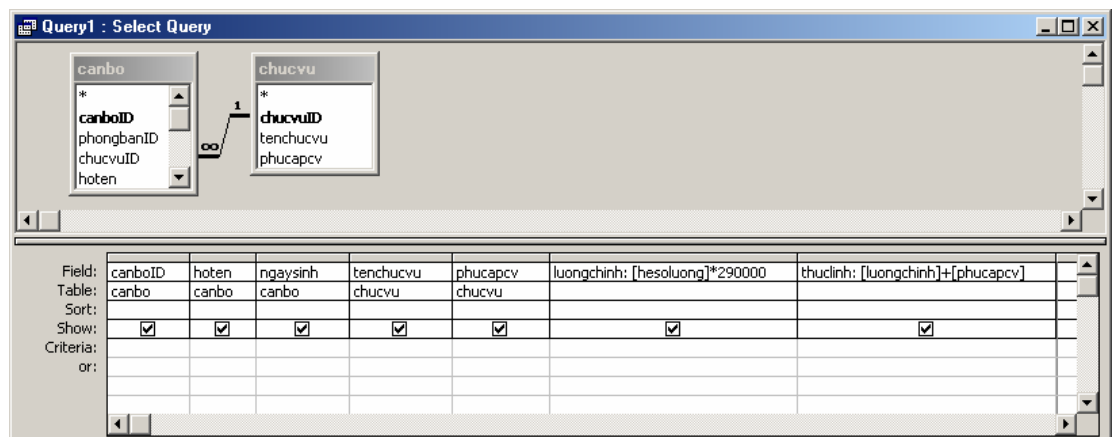 Query1 : Select Query
canbo
*
canboID
phongbanID
chucvuID
hoten
∞
1
chucvu
*
chucvuID
tenchucvu
phucapcv
Field: canboID hoten ngaysinh tenchucvu phucapcv luongchinh: [hesoluong]*290000 thuclinh: [luongchinh]+[phucapcv]
Table: canbo canbo canbo chucvu chucvu
Sort:
Show:
Criteria:
or: